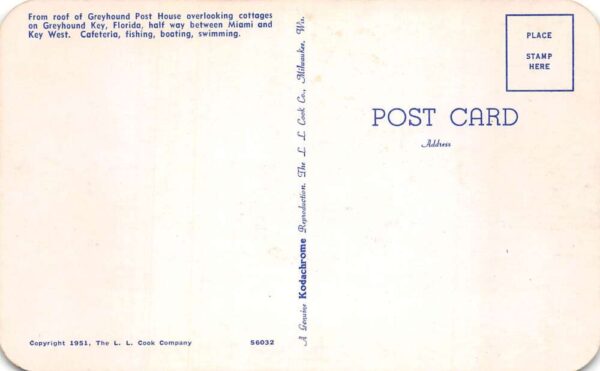 From roof of Greyhound Post House overlooking cottages
on Greyhound Key, Florida, half way between Miami and
Key West. Cafeteria, fishing, boating, swimming.
PLACE
STAMP
HERE
POST CARD
Address
A Genuine Kodachrome Reproduction, The L. L. Cook Co., Milwaukee, Wis.
Copyright 1951, The L. L. Cook Company
S6032